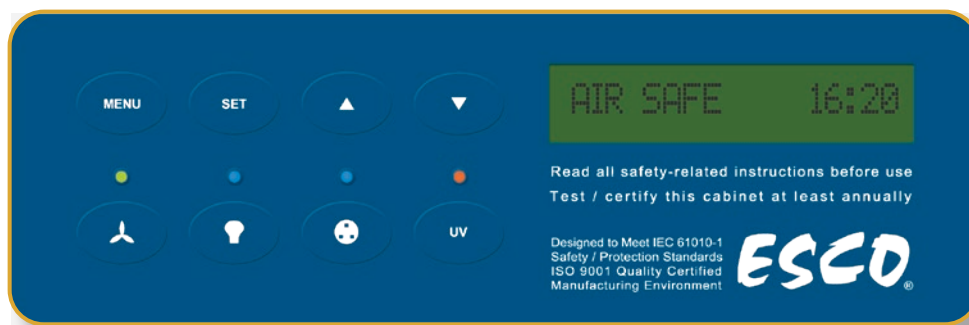 MENU SET ▲ ▼
UV
AIR SAFE 16:20
Read all safety-related instructions before use
Test / certify this cabinet at least annually
Designed to Meet IEC 61010-1
Safety / Protection Standards
ISO 9001 Quality Certified
Manufacturing Environment
ESCO®